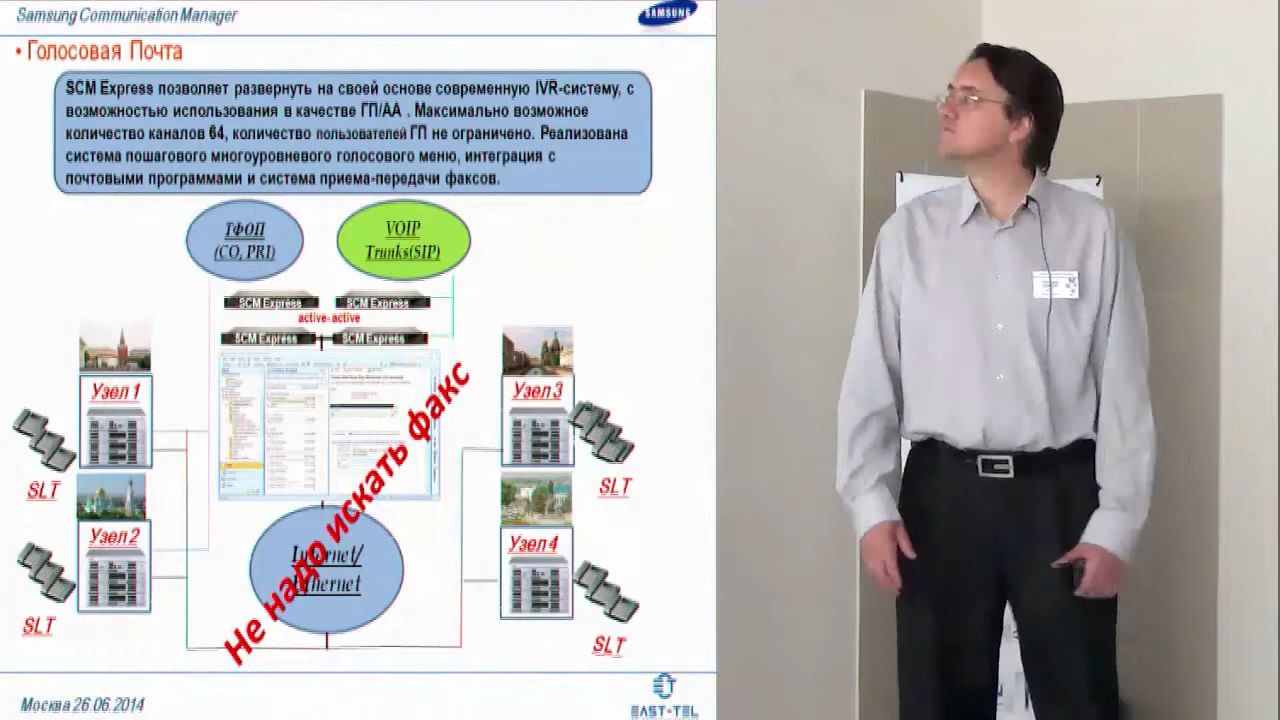 Samsung Communication Manager
SAMSUNG
• Голосовая Почта
SCM Express позволяет развернуть на своей основе современную IVR-систему, с
возможностью использования в качестве ГП/АА . Максимально возможное
количество каналов 64, количество пользователей ГП не ограничено. Реализована
система пошагового многоуровневого голосового меню, интеграция с
почтовыми программами и система приема-передачи факсов.
ТФОП
(CO, PRI)
VOIP
Trunks(SIP)
SCM Express
SCM Express
active- active
SCM Express
SCM Express
Узел 1
SLT
Узел 2
SLT
Узел 3
SLT
Узел 4
SLT
Не надо искать факс
Internet/
Ethernet
Москва 26.06.2014
EAST-TEL